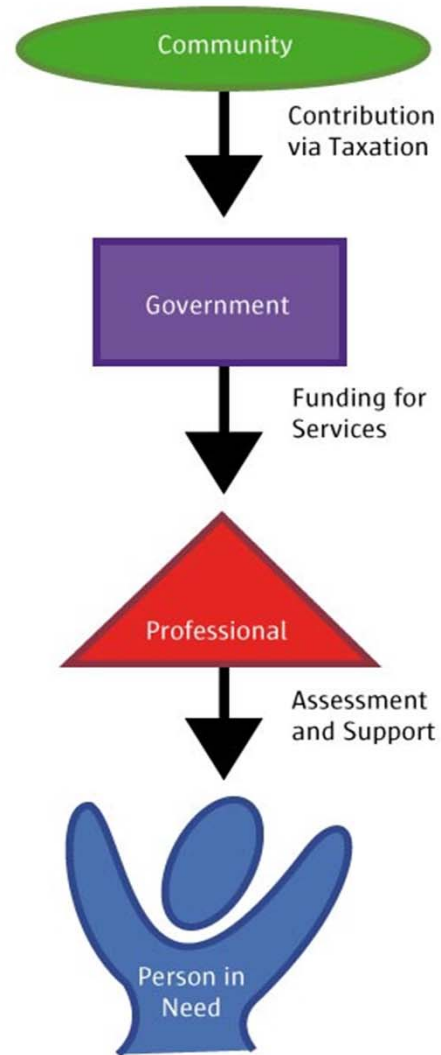 Community
Contribution
via Taxation
Government
Funding for
Services
Professional
Assessment
and Support
Person in
Need